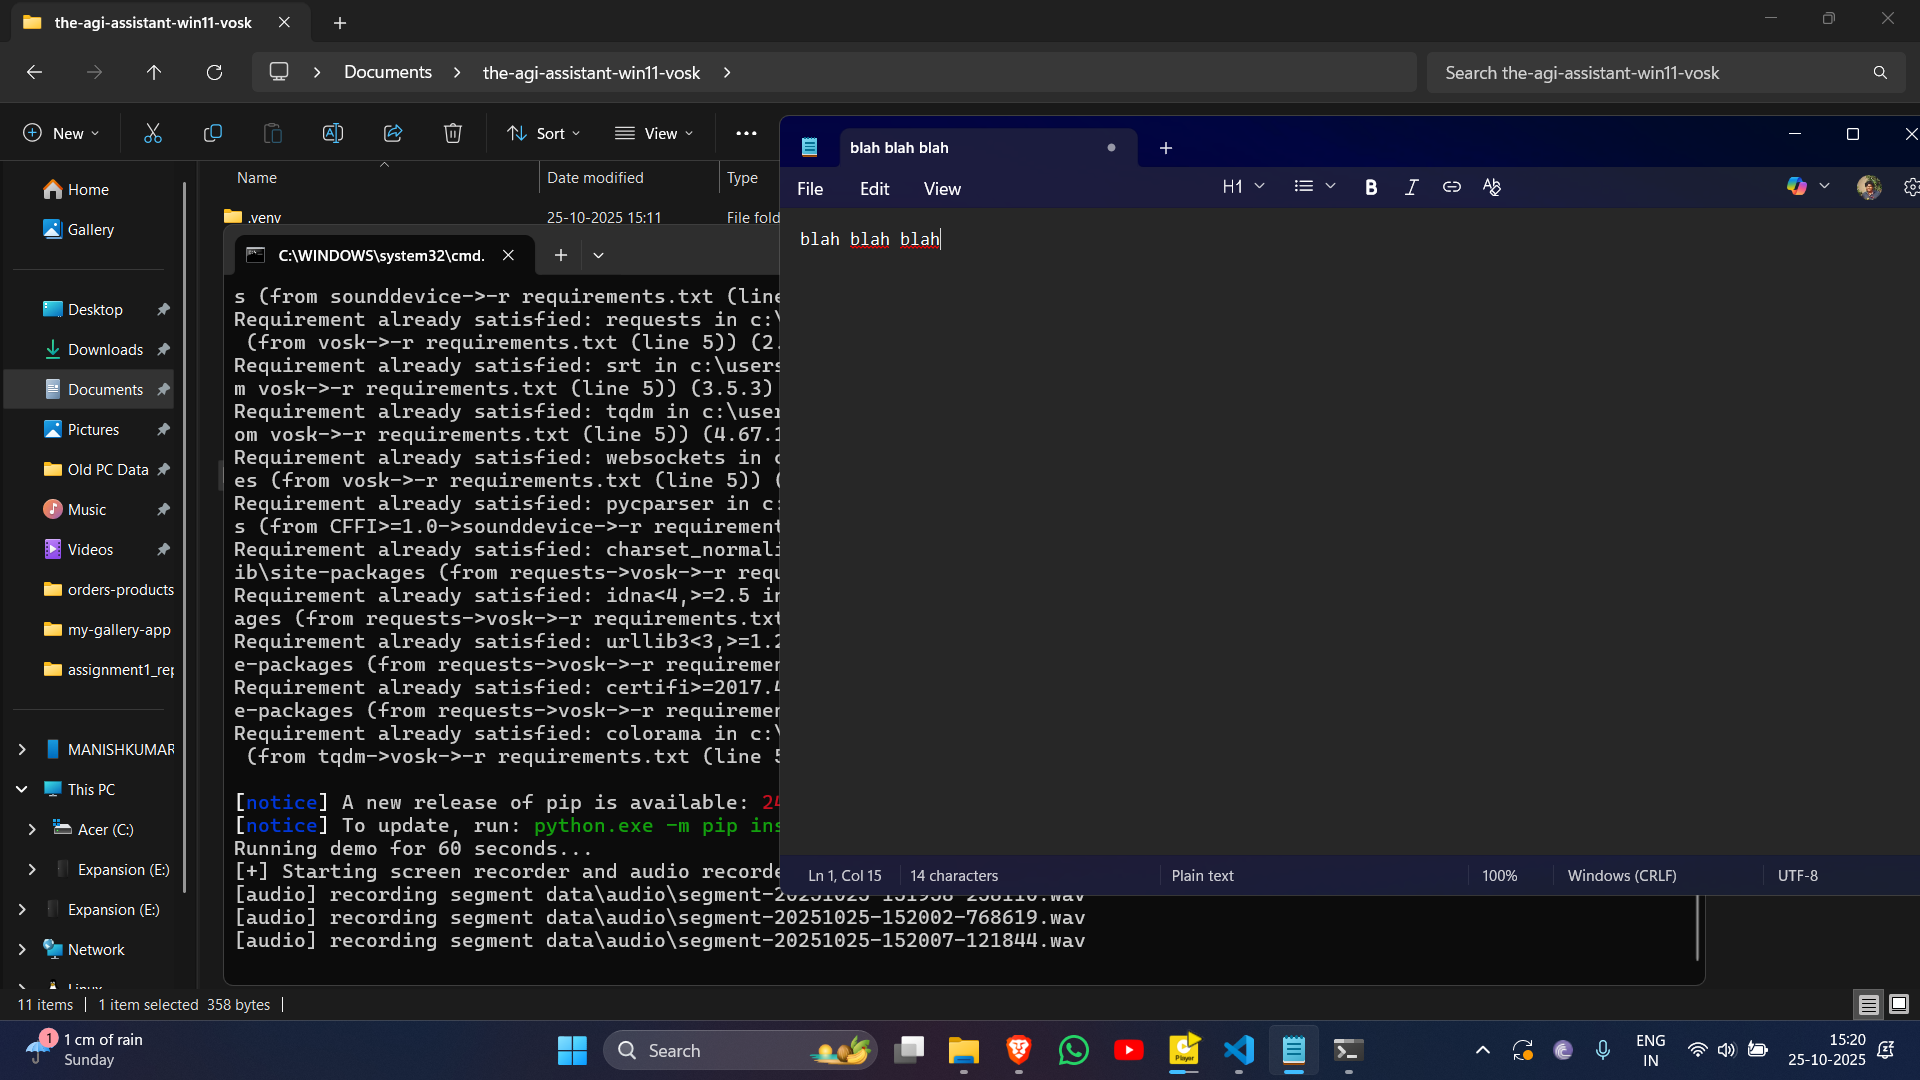 the-agi-assistant-win11-vosk
Documents
the-agi-assistant-win11-vosk
Search the-agi-assistant-win11-vosk
New
Sort
View
Name
Date modified
Type
.venv
25-10-2025 15:11
File fold
Home
Gallery
Desktop
Downloads
Documents
Pictures
Old PC Data
Music
Videos
orders-products
my-gallery-app
assignment1_rep
MANISHKUMAR
This PC
Acer (C:)
Expansion (E:)
Expansion (E:)
Network
Linux
11 items
1 item selected 358 bytes
C:\WINDOWS\system32\cmd.
s (from sounddevice->-r requirements.txt (line
Requirement already satisfied: requests in c:\
(from vosk->-r requirements.txt (line 5)) (2.
Requirement already satisfied: srt in c:\users
m vosk->-r requirements.txt (line 5)) (3.5.3)
Requirement already satisfied: tqdm in c:\user
om vosk->-r requirements.txt (line 5)) (4.67.1
Requirement already satisfied: websockets in c
es (from vosk->-r requirements.txt (line 5)) (
Requirement already satisfied: pycparser in c:
s (from CFFI>=1.0->sounddevice->-r requirement
Requirement already satisfied: charset_normali
ib\site-packages (from requests->vosk->-r requ
Requirement already satisfied: idna<4,>=2.5 in
ages (from requests->vosk->-r requirements.txt
Requirement already satisfied: urllib3<3,>=1.2
e-packages (from requests->vosk->-r requiremen
Requirement already satisfied: certifi>=2017.4
e-packages (from requests->vosk->-r requiremen
Requirement already satisfied: colorama in c:\
(from tqdm->vosk->-r requirements.txt (line 5
[notice] A new release of pip is available: 24
[notice] To update, run: python.exe -m pip ins
Running demo for 60 seconds...
[+] Starting screen recorder and audio recorde
[audio] recording segment data\audio\segment-20251025-151958-258110.wav
[audio] recording segment data\audio\segment-20251025-152002-768619.wav
[audio] recording segment data\audio\segment-20251025-152007-121844.wav
blah blah blah
File
Edit
View
H1
B
I
blah blah blah
Ln 1, Col 15
14 characters
Plain text
100%
Windows (CRLF)
UTF-8
1
1 cm of rain
Sunday
Search
Player
ENG
IN
15:20
25-10-2025